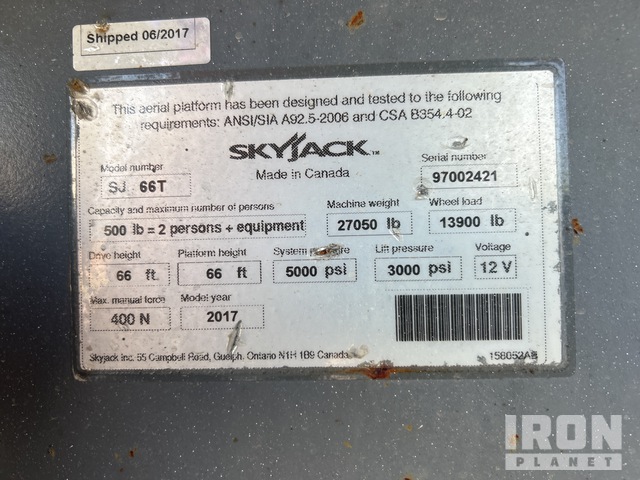 Shipped 06/2017
This aerial platform has been designed and tested to the following
requirements: ANSI/SIA A92.5-2006 and CSA B354.4-02
SKYJACK™
Made in Canada
Model number
SJ 66T
Serial number
97002421
Capacity and maximum number of persons
500 lb = 2 persons + equipment
Machine weight
27050 lb
Wheel load
13900 lb
Drive height
66 ft
Platform height
66 ft
System pressure
5000 psi
Lift pressure
3000 psi
Voltage
12 V
Max. manual force
400 N
Model year
2017
Skyjack Inc. 55 Campbell Road, Guelph, Ontario N1H 1B9 Canada
158052AB
IRON
PLANET